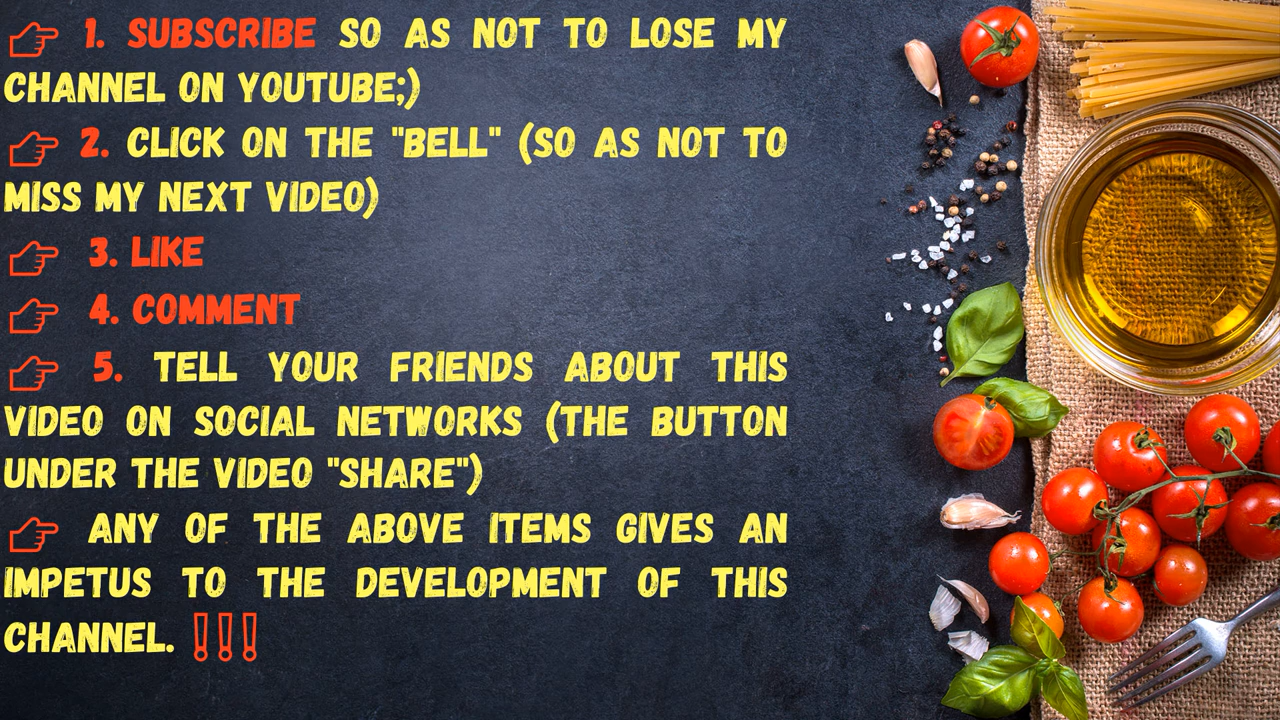 👉 1. SUBSCRIBE SO AS NOT TO LOSE MY
CHANNEL ON YOUTUBE;)
👉 2. CLICK ON THE "BELL" (SO AS NOT TO
MISS MY NEXT VIDEO)
👉 3. LIKE
👉 4. COMMENT
👉 5. TELL YOUR FRIENDS ABOUT THIS
VIDEO ON SOCIAL NETWORKS (THE BUTTON
UNDER THE VIDEO "SHARE")
👉 ANY OF THE ABOVE ITEMS GIVES AN
IMPETUS TO THE DEVELOPMENT OF THIS
CHANNEL. ❗❗❗